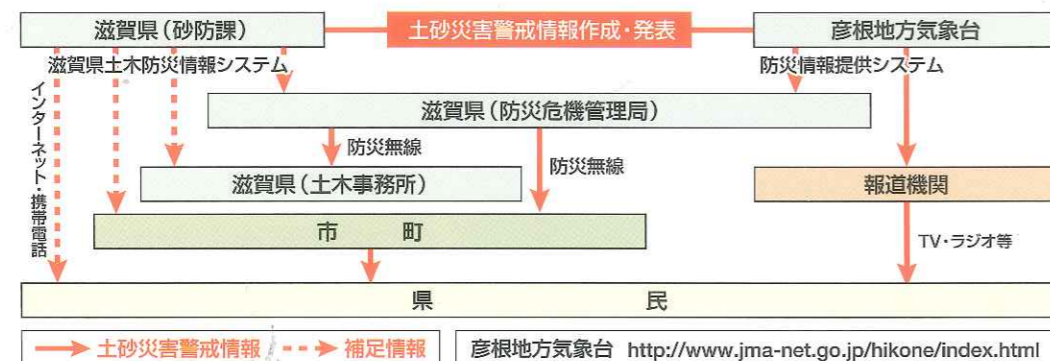 滋賀県（砂防課）
土砂災害警戒情報作成・発表
彦根地方気象台
滋賀県土木防災情報システム
防災情報提供システム
インターネット・携帯電話
滋賀県（防災危機管理局）
防災無線
防災無線
滋賀県（土木事務所）
報道機関
市　町
TV・ラジオ等
県　民
土砂災害警戒情報
補足情報
彦根地方気象台 http://www.jma-net.go.jp/hikone/index.html